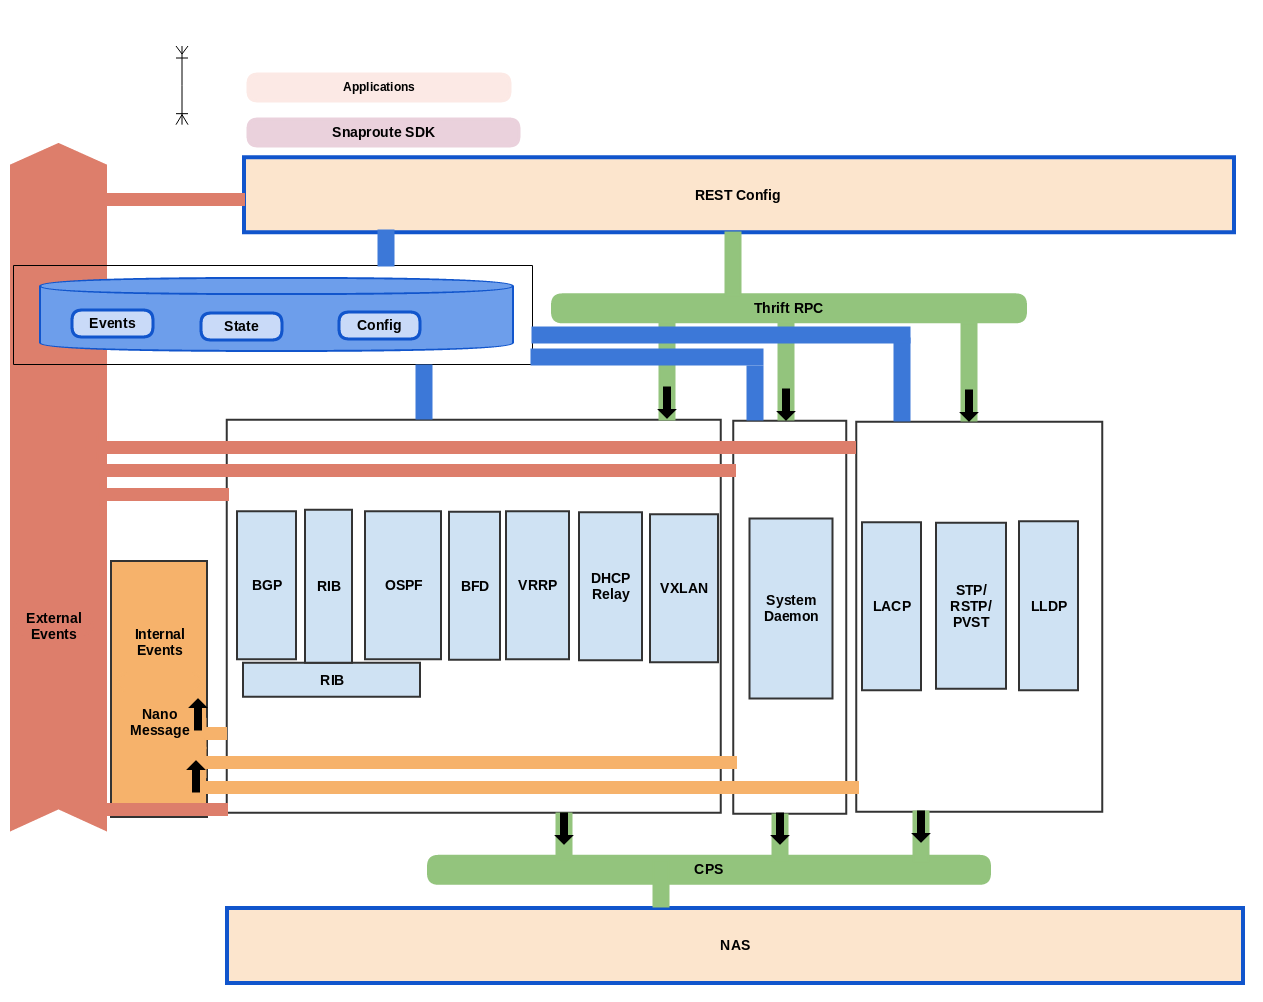 Applications
Snaproute SDK
REST Config
Thrift RPC
Events
State
Config
External
Events
Internal
Events
Nano
Message
BGP
RIB
OSPF
BFD
VRRP
DHCP
Relay
VXLAN
RIB
System
Daemon
LACP
STP/
RSTP/
PVST
LLDP
CPS
NAS